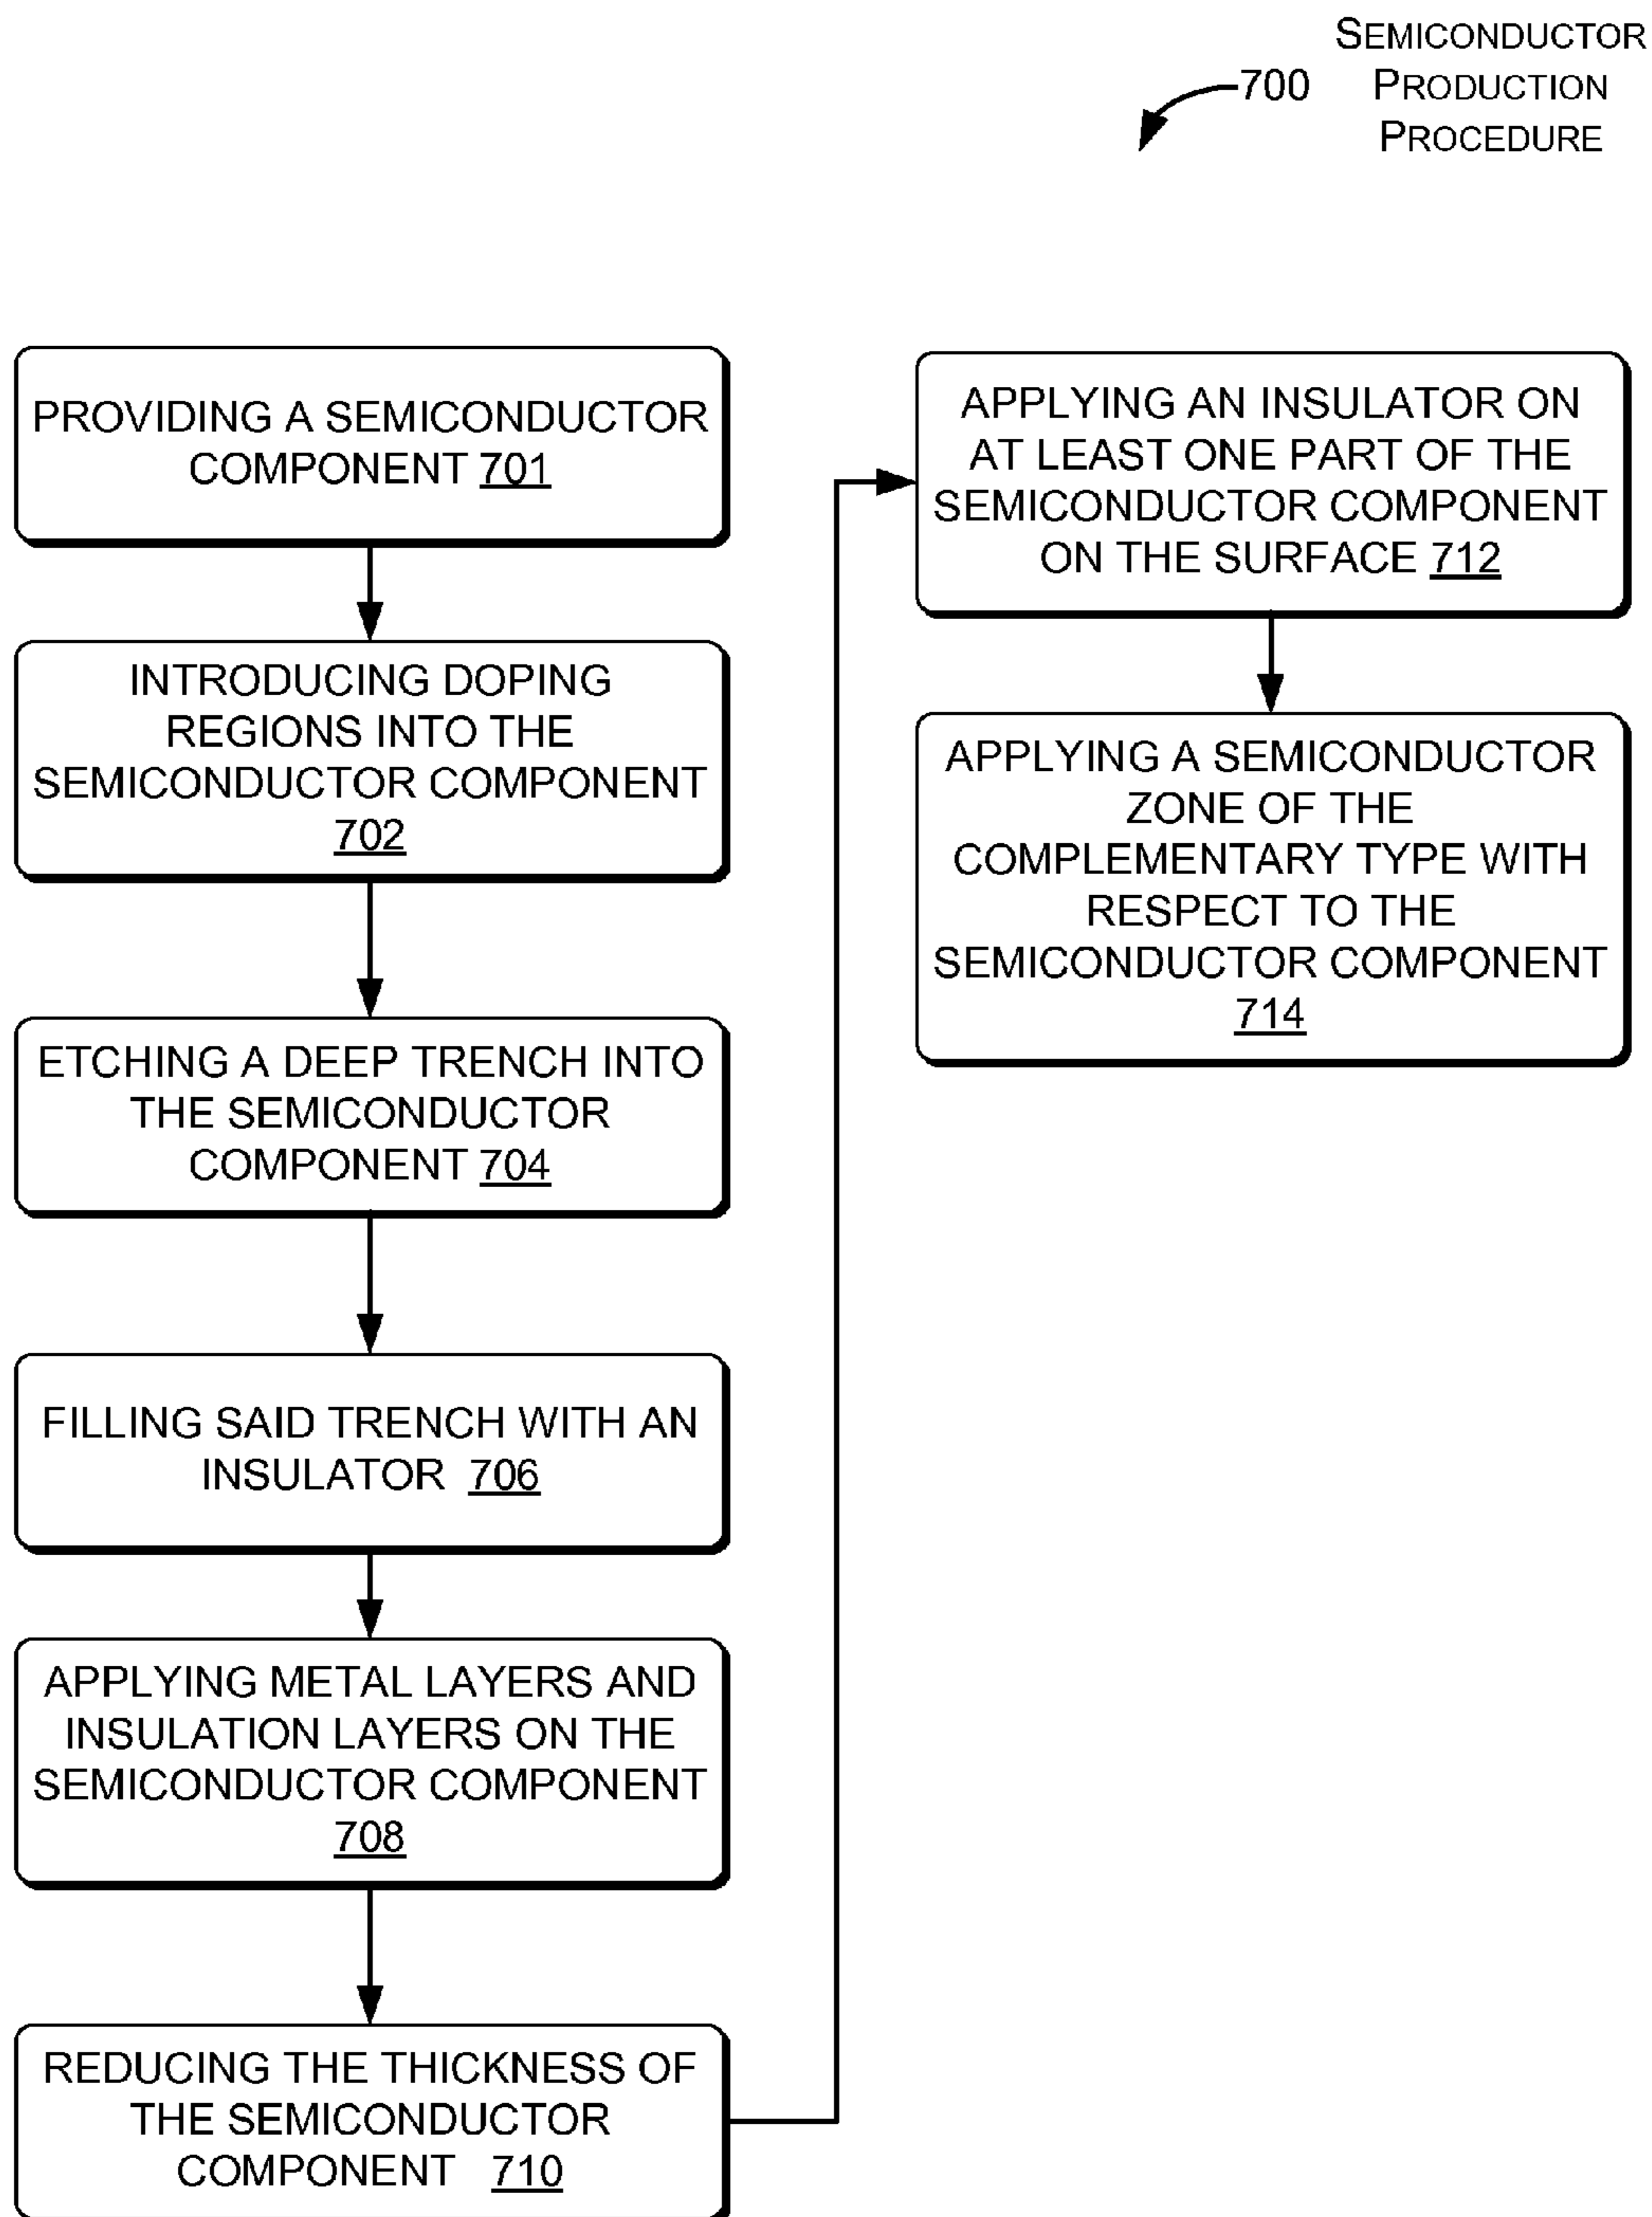 SEMICONDUCTOR
700 PRODUCTION
PROCEDURE
PROVIDING A SEMICONDUCTOR
COMPONENT 701
INTRODUCING DOPING
REGIONS INTO THE
SEMICONDUCTOR COMPONENT
702
ETCHING A DEEP TRENCH INTO
THE SEMICONDUCTOR
COMPONENT 704
FILLING SAID TRENCH WITH AN
INSULATOR 706
APPLYING METAL LAYERS AND
INSULATION LAYERS ON THE
SEMICONDUCTOR COMPONENT
708
REDUCING THE THICKNESS OF
THE SEMICONDUCTOR
COMPONENT 710
APPLYING AN INSULATOR ON
AT LEAST ONE PART OF THE
SEMICONDUCTOR COMPONENT
ON THE SURFACE 712
APPLYING A SEMICONDUCTOR
ZONE OF THE
COMPLEMENTARY TYPE WITH
RESPECT TO THE
SEMICONDUCTOR COMPONENT
714